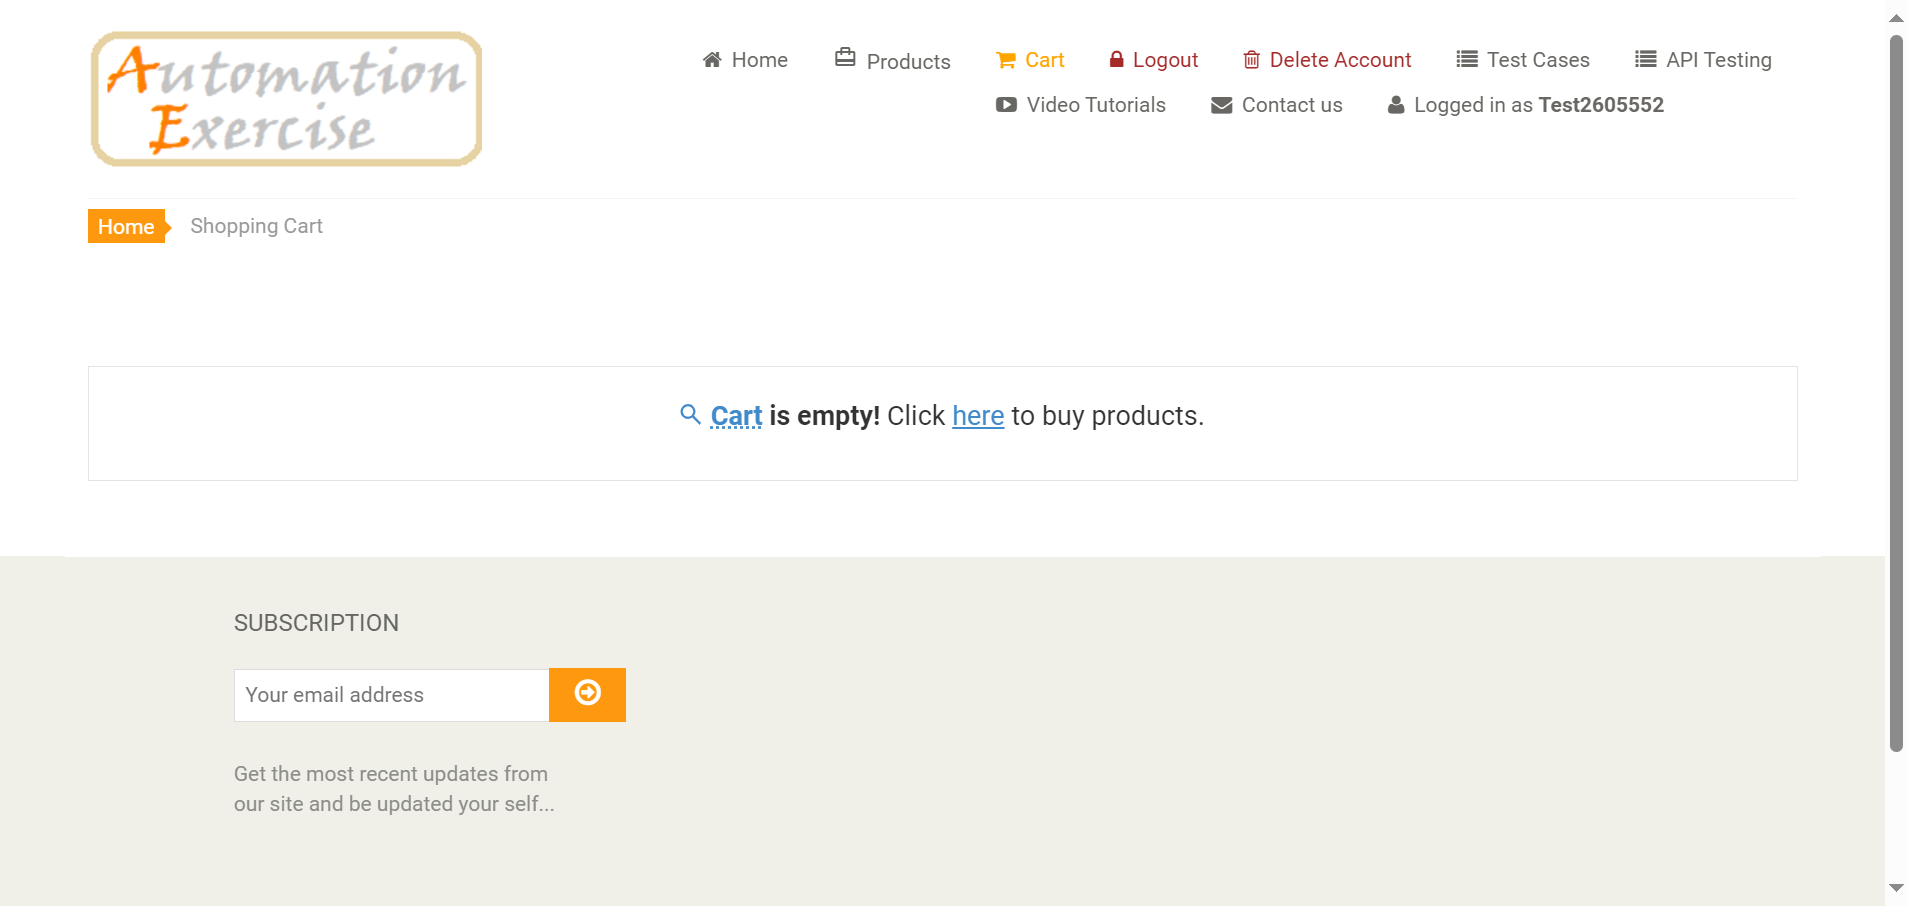 Automation
Exercise
Home Products Cart Logout Delete Account Test Cases API Testing
Video Tutorials Contact us Logged in as Test2605552
Home Shopping Cart
Cart is empty! Click here to buy products.
SUBSCRIPTION
Your email address
Get the most recent updates from
our site and be updated your self...